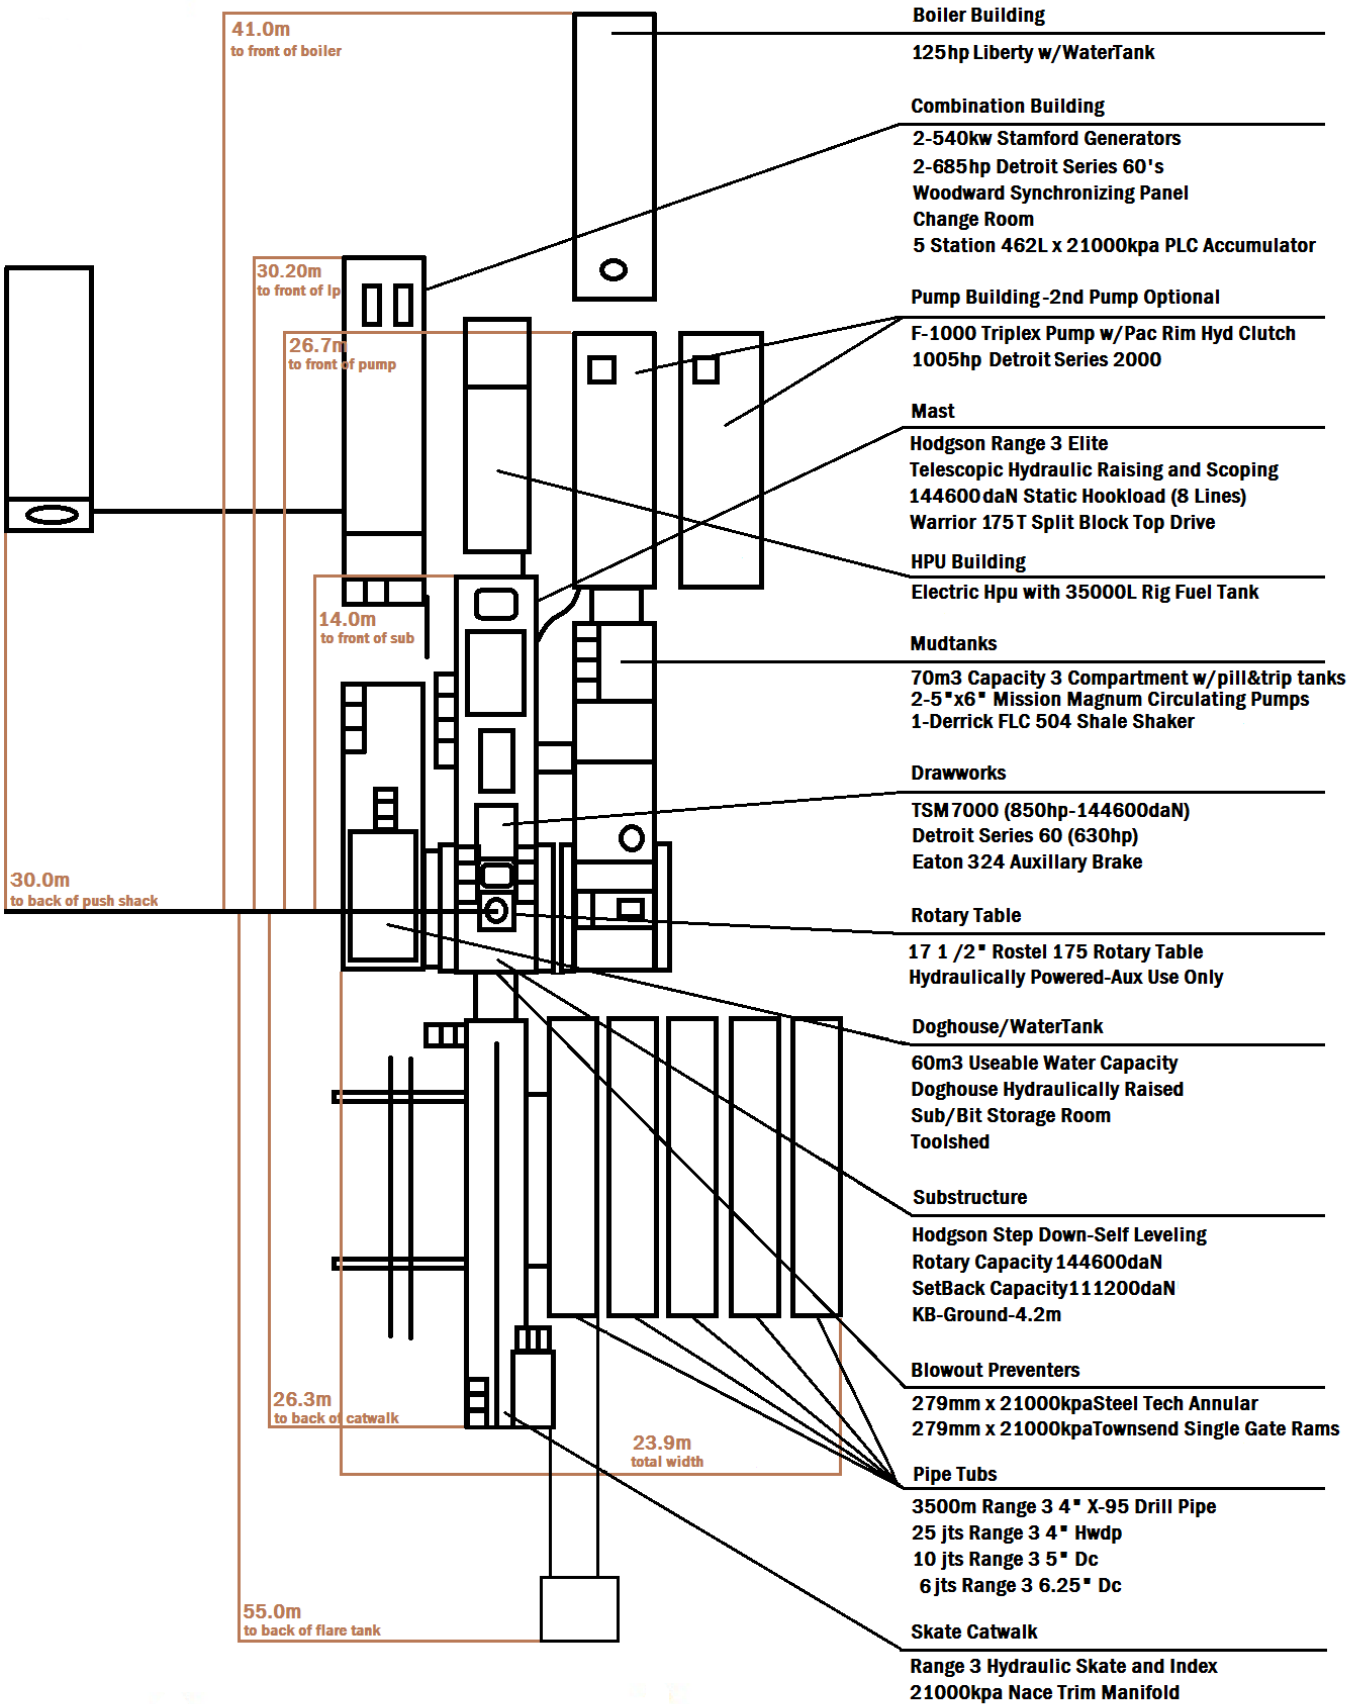 41.0m
to front of boiler
30.20m
to front of lp
26.7m
to front of pump
14.0m
to front of sub
30.0m
to back of push shack
26.3m
to back of catwalk
23.9m
total width
55.0m
to back of flare tank
Boiler Building
125hp Liberty w/WaterTank
Combination Building
2-540kw Stamford Generators
2-685hp Detroit Series 60's
Woodward Synchronizing Panel
Change Room
5 Station 462L x 21000kpa PLC Accumulator
Pump Building-2nd Pump Optional
F-1000 Triplex Pump w/Pac Rim Hyd Clutch
1005hp Detroit Series 2000
Mast
Hodgson Range 3 Elite
Telescopic Hydraulic Raising and Scoping
144600daN Static Hookload (8 Lines)
Warrior 175T Split Block Top Drive
HPU Building
Electric Hpu with 35000L Rig Fuel Tank
Mudtanks
70m3 Capacity 3 Compartment w/pill&trip tanks
2-5"x6" Mission Magnum Circulating Pumps
1-Derrick FLC 504 Shale Shaker
Drawworks
TSM7000 (850hp-144600daN)
Detroit Series 60 (630hp)
Eaton 324 Auxillary Brake
Rotary Table
17 1/2" Rostel 175 Rotary Table
Hydraulically Powered-Aux Use Only
Doghouse/WaterTank
60m3 Useable Water Capacity
Doghouse Hydraulically Raised
Sub/Bit Storage Room
Toolshed
Substructure
Hodgson Step Down-Self Leveling
Rotary Capacity 144600daN
SetBack Capacity111200daN
KB-Ground-4.2m
Blowout Preventers
279mm x 21000kpaSteel Tech Annular
279mm x 21000kpaTownsend Single Gate Rams
Pipe Tubs
3500m Range 3 4" X-95 Drill Pipe
25 jts Range 3 4" Hwdp
10 jts Range 3 5" Dc
6 jts Range 3 6.25" Dc
Skate Catwalk
Range 3 Hydraulic Skate and Index
21000kpa Nace Trim Manifold